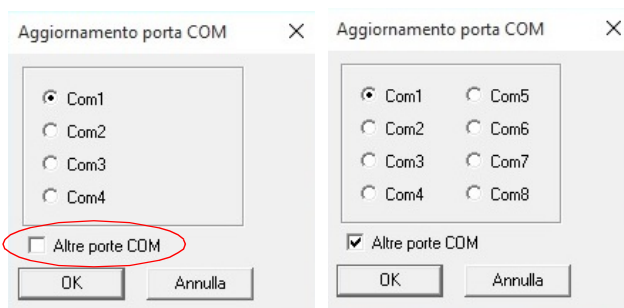 Aggiornamento porta COM
Com1
Com2
Com3
Com4
Altre porte COM
OK Annulla
Aggiornamento porta COM
Com1 Com5
Com2 Com6
Com3 Com7
Com4 Com8
Altre porte COM
OK Annulla